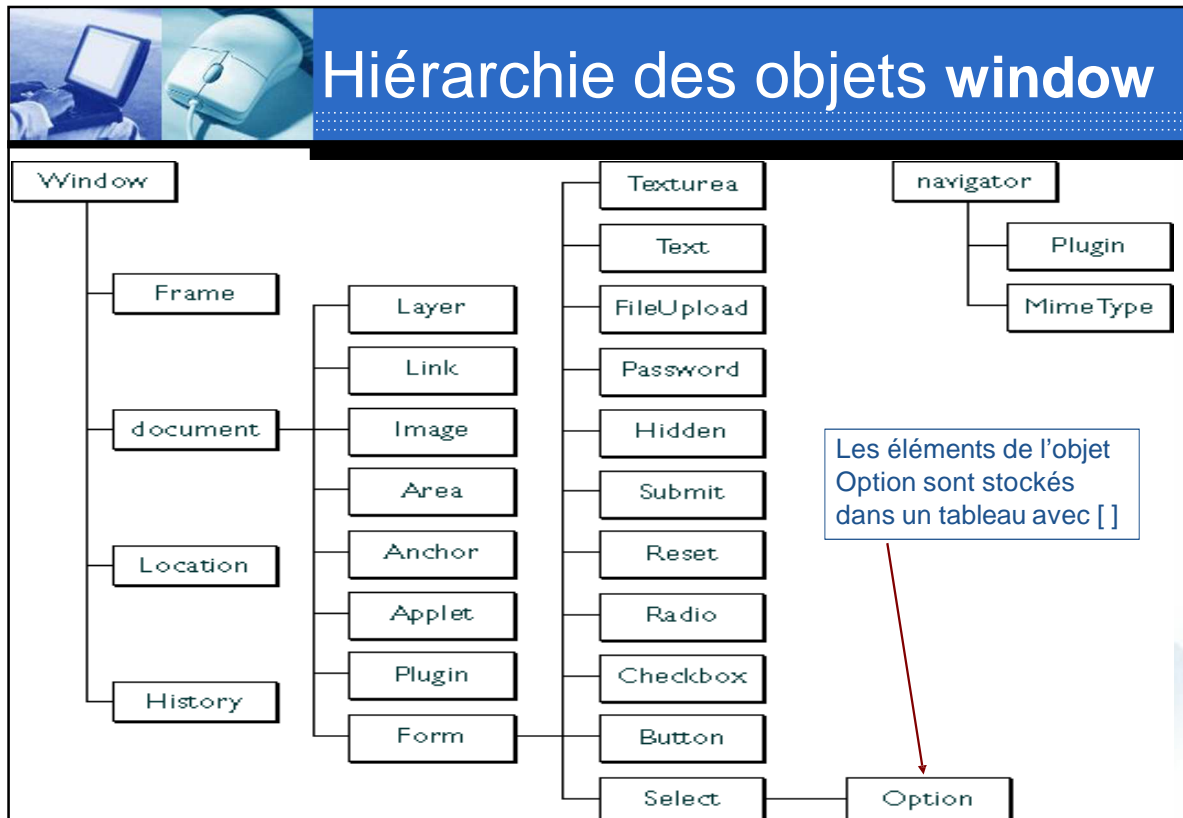 Hiérarchie des objets window
Window
Frame
document
Location
History
Layer
Link
Image
Area
Anchor
Applet
Plugin
Form
Texturea
Text
FileUpload
Password
Hidden
Submit
Reset
Radio
Checkbox
Button
Select
Option
navigator
Plugin
MimeType
Les éléments de l’objet
Option sont stockés
dans un tableau avec [ ]